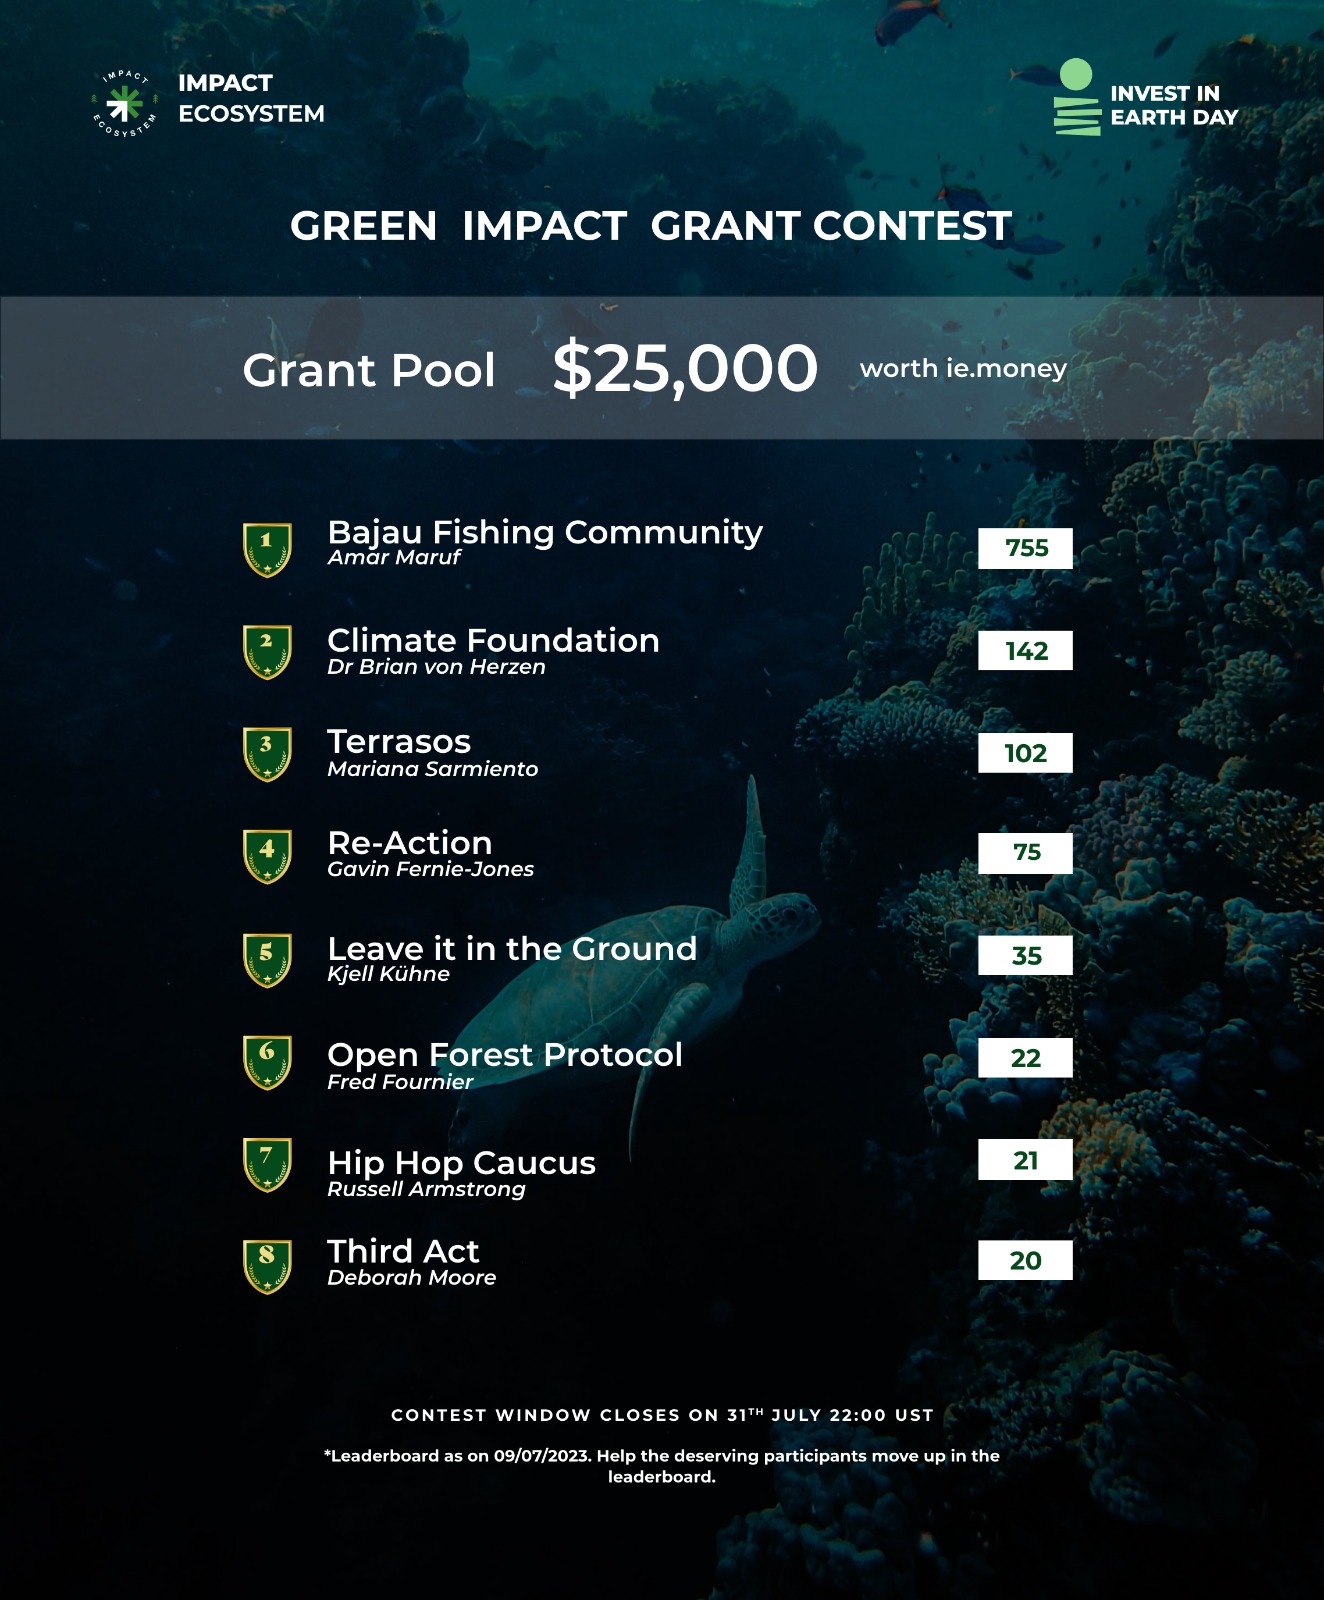 IMPACT
ECOSYSTEM
IMPACT
ECOSYSTEM
INVEST IN
EARTH DAY
GREEN IMPACT GRANT CONTEST
Grant Pool $25,000 worth ie.money
1 Bajau Fishing Community 755
Amar Maruf
2 Climate Foundation 142
Dr Brian von Herzen
3 Terrasos 102
Mariana Sarmiento
4 Re-Action 75
Gavin Fernie-Jones
5 Leave it in the Ground 35
Kjell Kühne
6 Open Forest Protocol 22
Fred Fournier
7 Hip Hop Caucus 21
Russell Armstrong
8 Third Act 20
Deborah Moore
CONTEST WINDOW CLOSES ON 31TH JULY 22:00 UST
*Leaderboard as on 09/07/2023. Help the deserving participants move up in the
leaderboard.